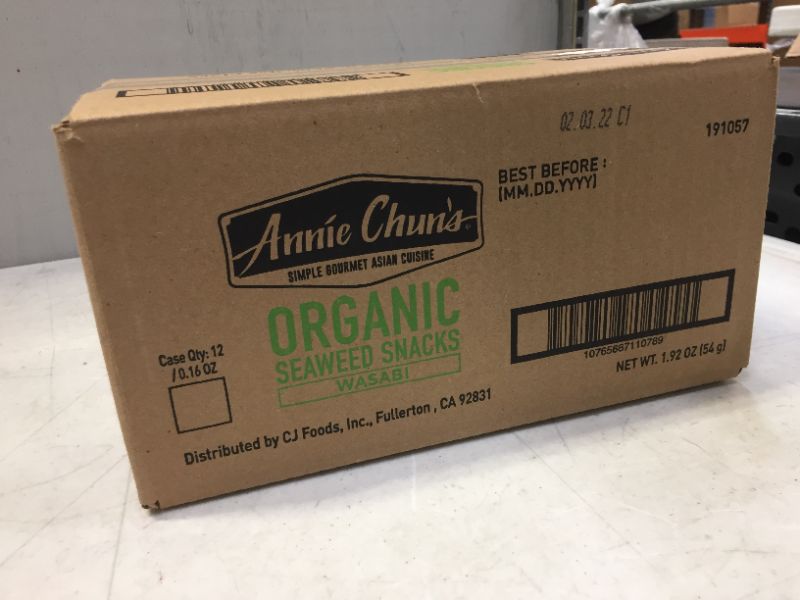 02.03.22 C1
191057
BEST BEFORE :
(MM.DD.YYYY)
Annie Chun's
SIMPLE GOURMET ASIAN CUISINE
ORGANIC
SEAWEED SNACKS
WASABI
Case Qty: 12
/ 0.16 OZ
10765667110789
NET WT. 1.92 OZ (54 g)
Distributed by CJ Foods, Inc., Fullerton , CA 92831